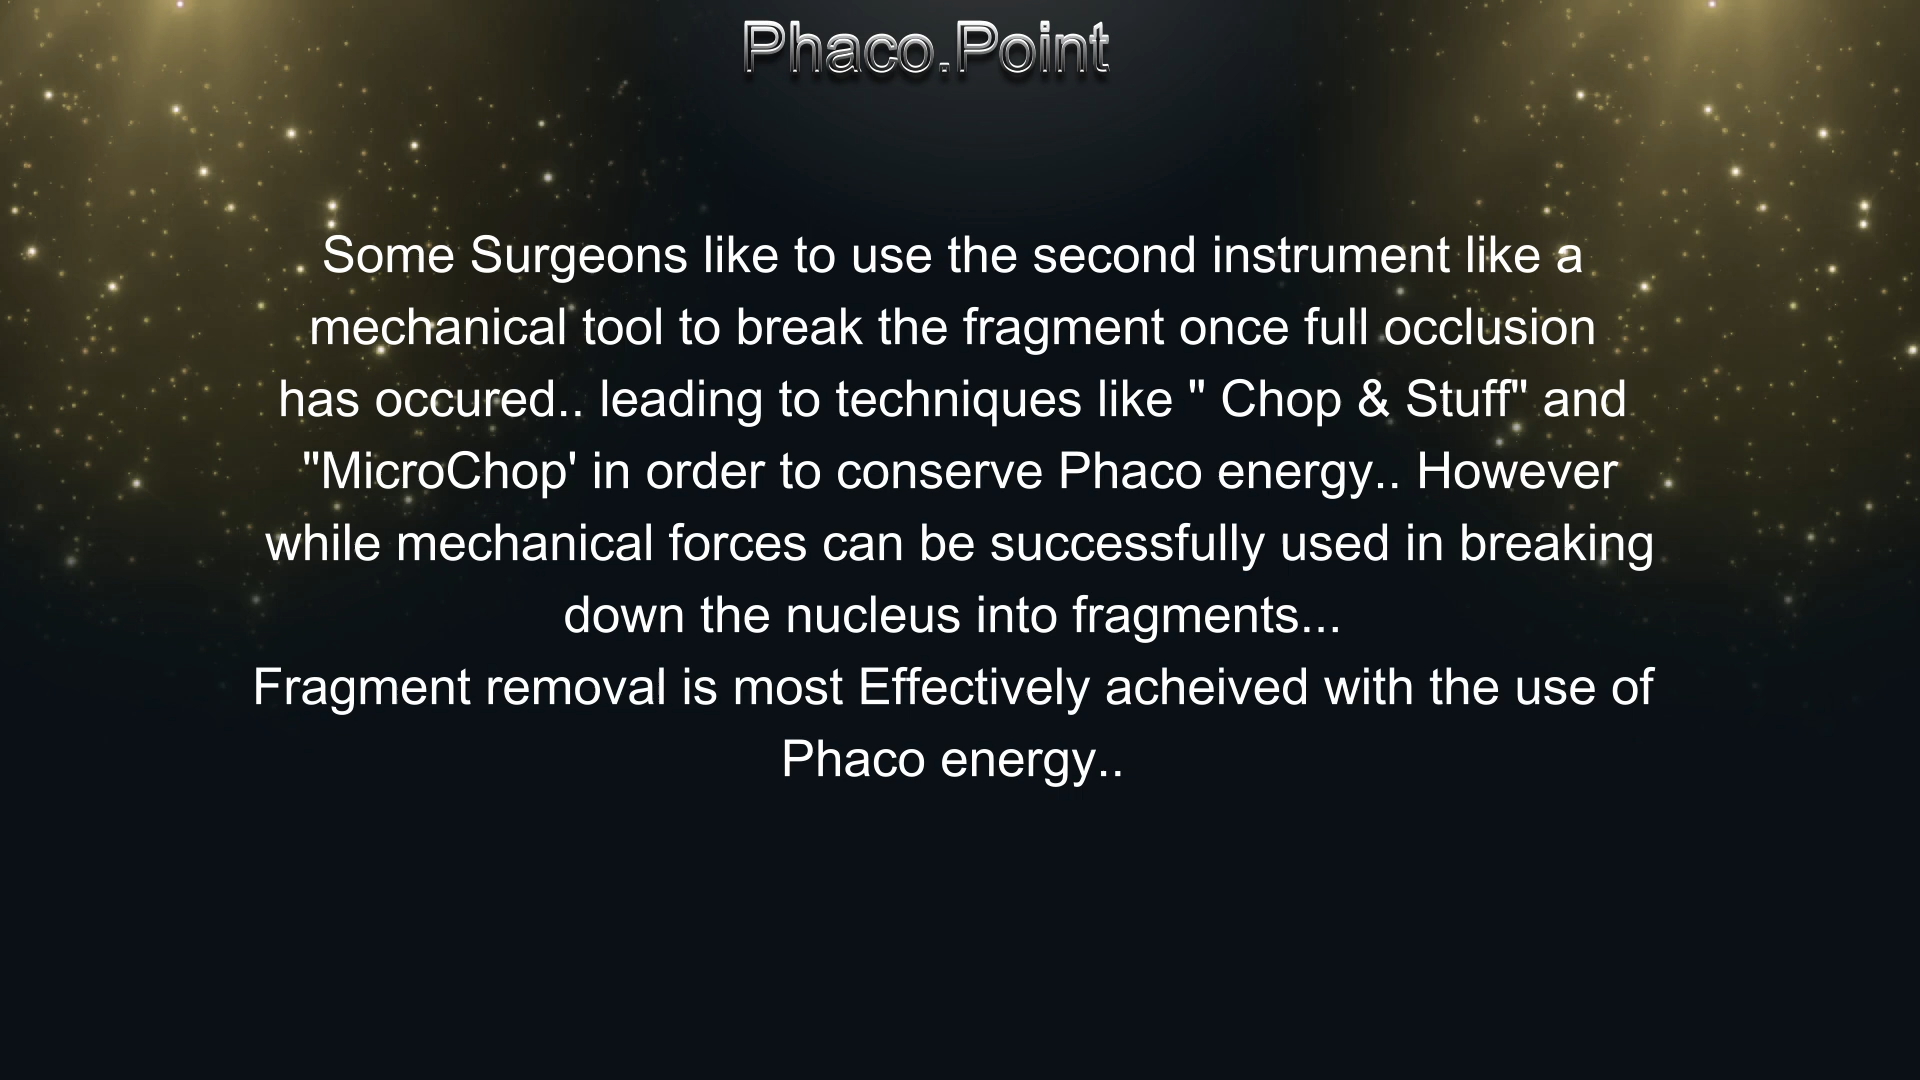 Phaco.Point
Some Surgeons like to use the second instrument like a
mechanical tool to break the fragment once full occlusion
has occured.. leading to techniques like " Chop & Stuff" and
"MicroChop' in order to conserve Phaco energy.. However
while mechanical forces can be successfully used in breaking
down the nucleus into fragments...
Fragment removal is most Effectively acheived with the use of
Phaco energy..